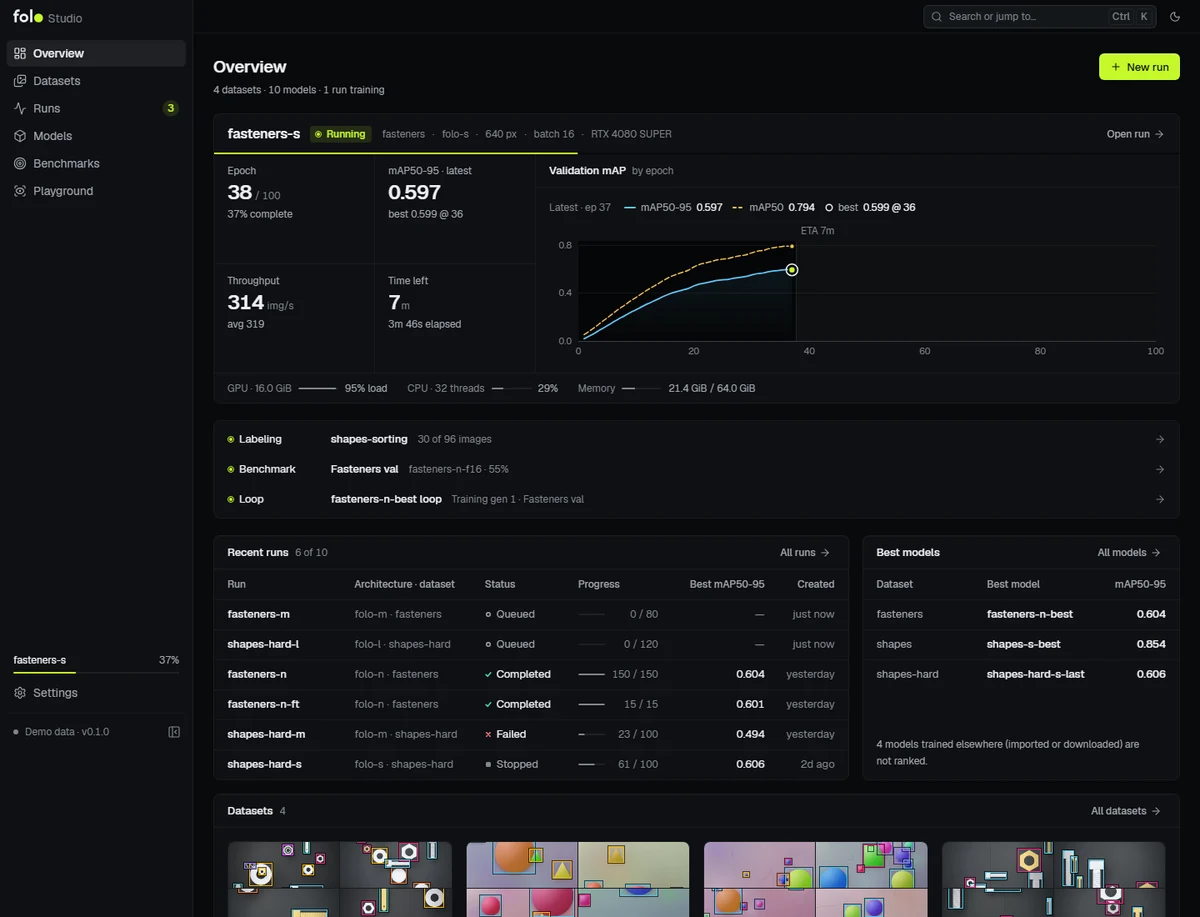 folo Studio
Search or jump to... Ctrl K
Overview
Datasets
Runs 3
Models
Benchmarks
Playground
fasteners-s 37%
Settings
Demo data · v0.1.0
Overview
4 datasets · 10 models · 1 run training
+ New run
fasteners-s Running fasteners · folo-s · 640 px · batch 16 · RTX 4080 SUPER Open run →
Epoch
38 / 100
37% complete
mAP50-95 · latest
0.597
best 0.599 @ 36
Throughput
314 img/s
avg 319
Time left
7 m
3m 46s elapsed
Validation mAP by epoch
Latest · ep 37 mAP50-95 0.597 mAP50 0.794 best 0.599 @ 36
ETA 7m
0.8
0.4
0.0
0 20 40 60 80 100
GPU · 16.0 GiB 95% load CPU · 32 threads 29% Memory 21.4 GiB / 64.0 GiB
Labeling shapes-sorting 30 of 96 images →
Benchmark Fasteners val fasteners-n-f16 · 55% →
Loop fasteners-n-best loop Training gen 1 · Fasteners val →
Recent runs 6 of 10 All runs →
Run Architecture · dataset Status Progress Best mAP50-95 Created
fasteners-m folo-m · fasteners Queued 0 / 80 — just now
shapes-hard-l folo-l · shapes-hard Queued 0 / 120 — just now
fasteners-n folo-n · fasteners Completed 150 / 150 0.604 yesterday
fasteners-n-ft folo-n · fasteners Completed 15 / 15 0.601 yesterday
shapes-hard-m folo-m · shapes-hard Failed 23 / 100 0.494 yesterday
shapes-hard-s folo-s · shapes-hard Stopped 61 / 100 0.606 2d ago
Best models All models →
Dataset Best model mAP50-95
fasteners fasteners-n-best 0.604
shapes shapes-s-best 0.854
shapes-hard shapes-hard-s-last 0.606
4 models trained elsewhere (imported or downloaded) are
not ranked.
Datasets 4 All datasets →